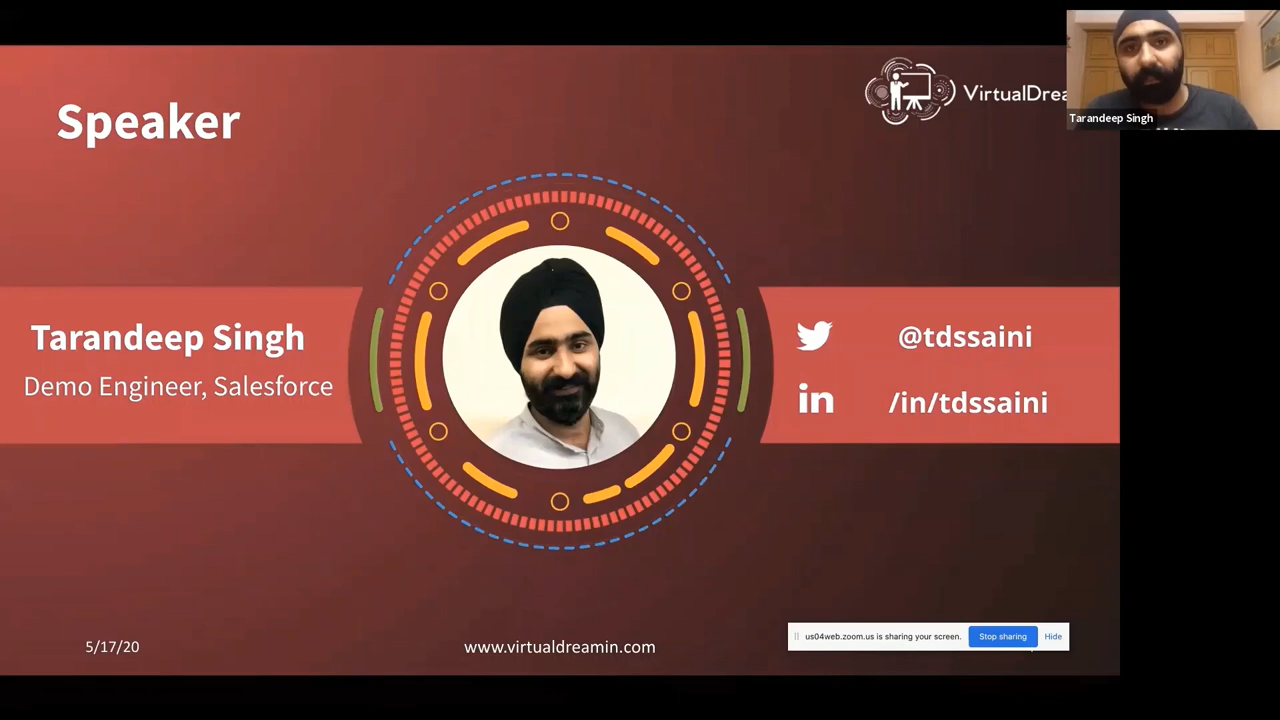 Speaker
VirtualDrea
Tarandeep Singh
Tarandeep Singh
Demo Engineer, Salesforce
@tdssaini
in
/in/tdssaini
5/17/20
www.virtualdreamin.com
us04web.zoom.us is sharing your screen.
Stop sharing
Hide